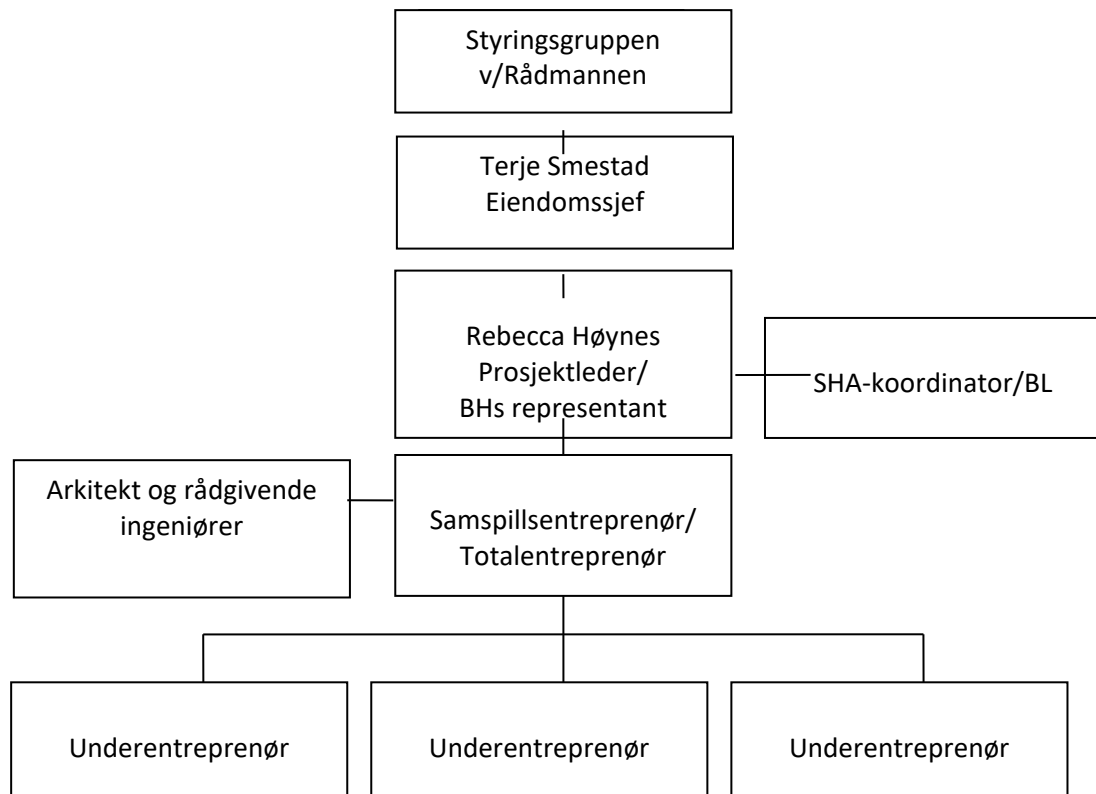 Styringsgruppen
v/Rådmannen
Terje Smestad
Eiendomssjef
Rebecca Høynes
Prosjektleder/
BHs representant
SHA-koordinator/BL
Arkitekt og rådgivende
ingeniører
Samspillsentreprenør/
Totalentreprenør
Underentreprenør
Underentreprenør
Underentreprenør